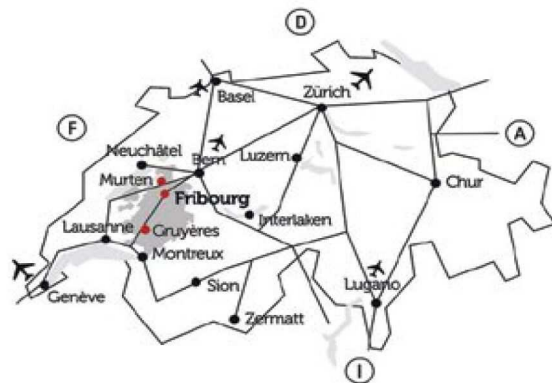 D
Basel
Zürich
F
A
Neuchâtel
Bern
Luzern
Murten
Chur
Fribourg
Interlaken
Lausanne
Gruyères
Montreux
Sion
Lugano
Genève
Zermatt
I